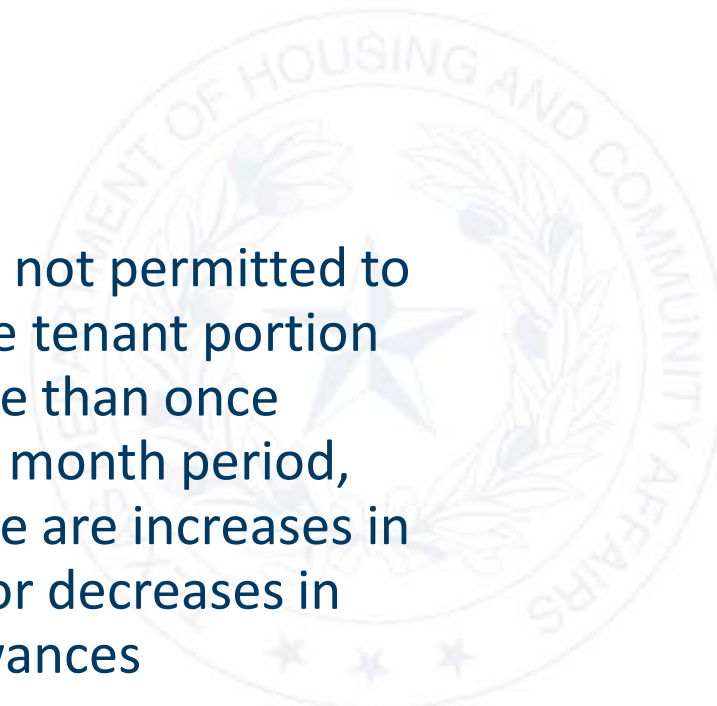 not permitted to
e tenant portion
e than once
month period,
e are increases in
or decreases in
vances
OF HOUSING AND COMMUNITY AFFAIRS